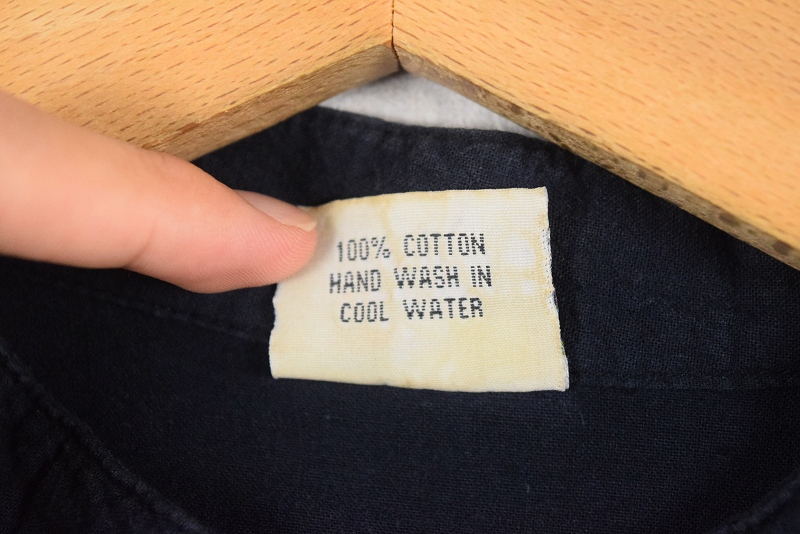 100% COTTON
HAND WASH IN
COOL WATER